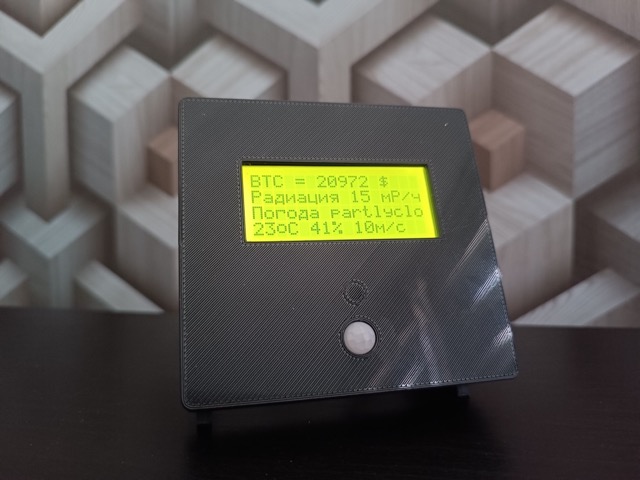 BTC = 20972 $
Радиация 15 мР/ч
Погода partlyclo
23oC 41% 10м/с